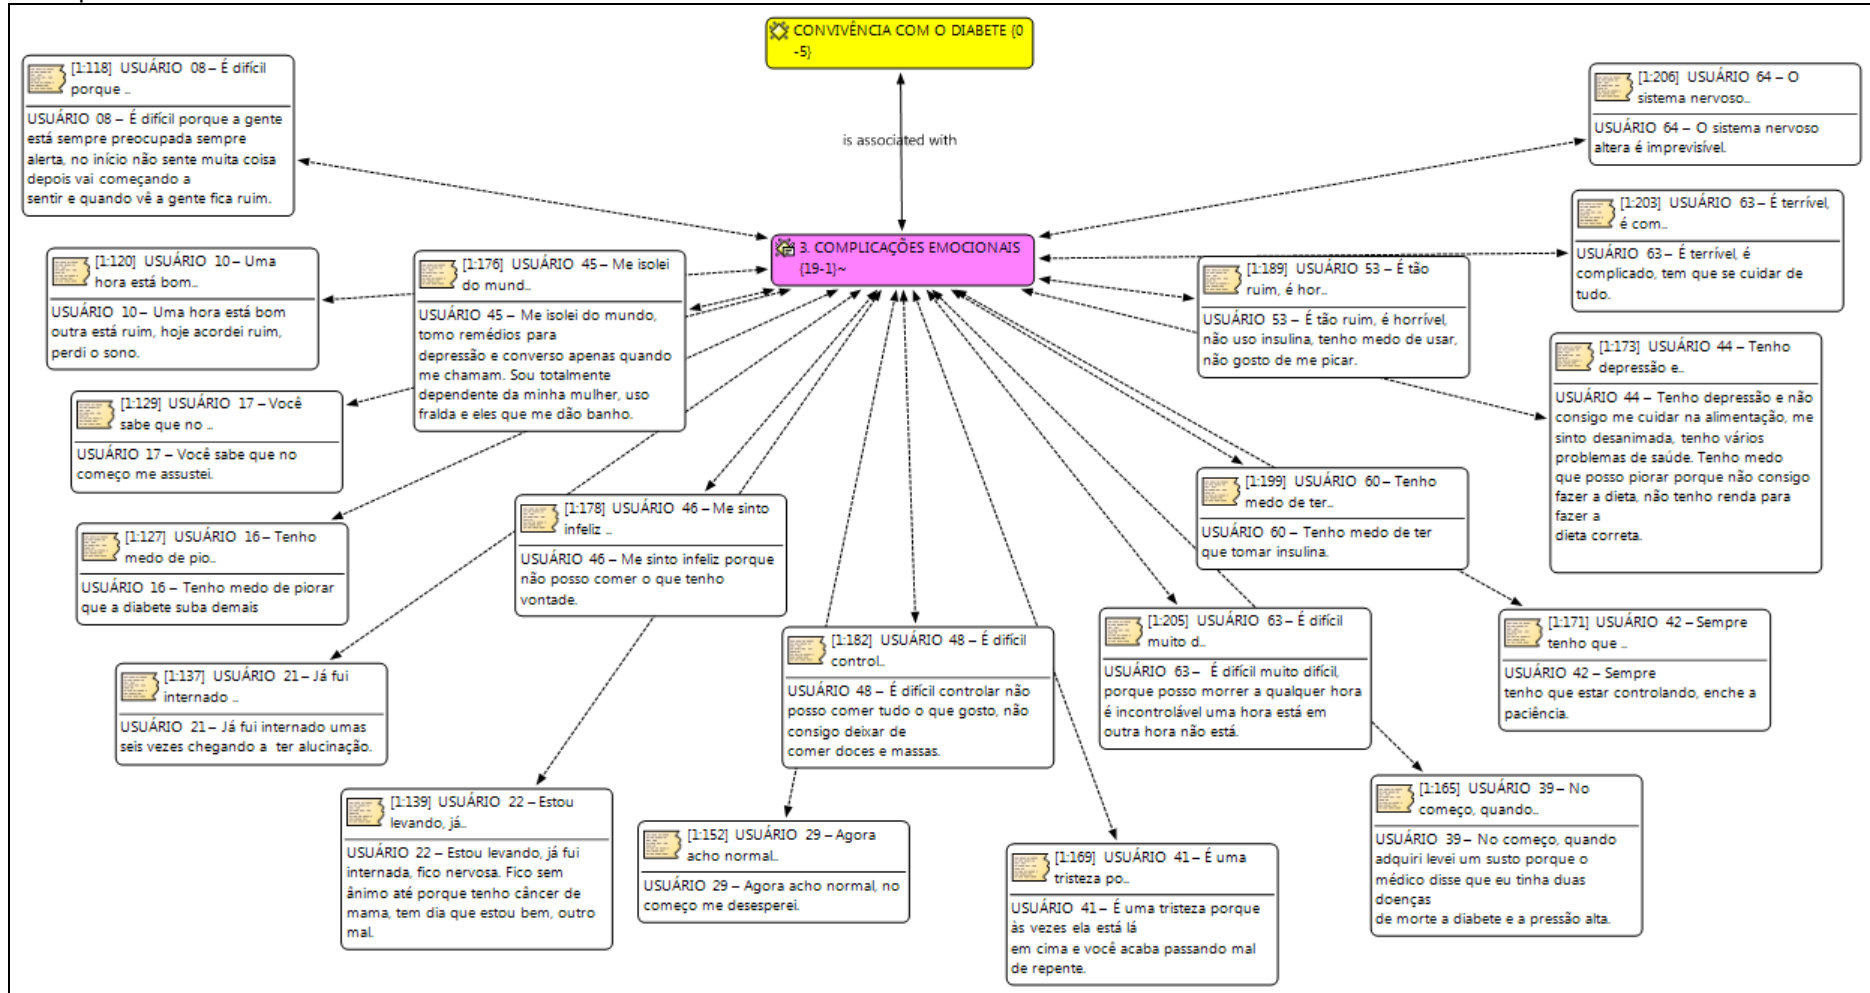 CONVIVÊNCIA COM O DIABETE {0
-5}
is associated with
3. COMPLICAÇÕES EMOCIONAIS
{19-1}~
[1:118] USUÁRIO 08 – É difícil
porque ..
USUÁRIO 08 – É difícil porque a gente
está sempre preocupada sempre
alerta, no início não sente muita coisa
depois vai começando a
sentir e quando vê a gente fica ruim.
[1:206] USUÁRIO 64 – O
sistema nervoso..
USUÁRIO 64 – O sistema nervoso
altera é imprevisível.
[1:203] USUÁRIO 63 – É terrível,
é com..
USUÁRIO 63 – É terrível, é
complicado, tem que se cuidar de
tudo.
[1:120] USUÁRIO 10 – Uma
hora está bom..
USUÁRIO 10 – Uma hora está bom
outra está ruim, hoje acordei ruim,
perdi o sono.
[1:176] USUÁRIO 45 – Me isolei
do mund..
USUÁRIO 45 – Me isolei do mundo,
tomo remédios para
depressão e converso apenas quando
me chamam. Sou totalmente
dependente da minha mulher, uso
fralda e eles que me dão banho.
[1:189] USUÁRIO 53 – É tão
ruim, é hor..
USUÁRIO 53 – É tão ruim, é horrível,
não uso insulina, tenho medo de usar,
não gosto de me picar.
[1:173] USUÁRIO 44 – Tenho
depressão e..
USUÁRIO 44 – Tenho depressão e não
consigo me cuidar na alimentação, me
sinto desanimada, tenho vários
problemas de saúde. Tenho medo
que posso piorar porque não consigo
fazer a dieta, não tenho renda para
fazer a
dieta correta.
[1:129] USUÁRIO 17 – Você
sabe que no ..
USUÁRIO 17 – Você sabe que no
começo me assustei.
[1:127] USUÁRIO 16 – Tenho
medo de pio..
USUÁRIO 16 – Tenho medo de piorar
que a diabete suba demais
[1:178] USUÁRIO 46 – Me sinto
infeliz ..
USUÁRIO 46 – Me sinto infeliz porque
não posso comer o que tenho
vontade.
[1:199] USUÁRIO 60 – Tenho
medo de ter..
USUÁRIO 60 – Tenho medo de ter
que tomar insulina.
[1:137] USUÁRIO 21 – Já fui
internado ..
USUÁRIO 21 – Já fui internado umas
seis vezes chegando a ter alucinação.
[1:182] USUÁRIO 48 – É difícil
control..
USUÁRIO 48 – É difícil controlar não
posso comer tudo o que gosto, não
consigo deixar de
comer doces e massas.
[1:205] USUÁRIO 63 – É difícil
muito d..
USUÁRIO 63 – É difícil muito difícil,
porque posso morrer a qualquer hora
é incontrolável uma hora está em
outra hora não está.
[1:171] USUÁRIO 42 – Sempre
tenho que ..
USUÁRIO 42 – Sempre
tenho que estar controlando, enche a
paciência.
[1:139] USUÁRIO 22 – Estou
levando, já..
USUÁRIO 22 – Estou levando, já fui
internada, fico nervosa. Fico sem
ânimo até porque tenho câncer de
mama, tem dia que estou bem, outro
mal.
[1:152] USUÁRIO 29 – Agora
acho normal..
USUÁRIO 29 – Agora acho normal, no
começo me desesperei.
[1:169] USUÁRIO 41 – É uma
tristeza po..
USUÁRIO 41 – É uma tristeza porque
às vezes ela está lá
em cima e você acaba passando mal
de repente.
[1:165] USUÁRIO 39 – No
começo, quando..
USUÁRIO 39 – No começo, quando
adquiri levei um susto porque o
médico disse que eu tinha duas
doenças
de morte a diabete e a pressão alta.